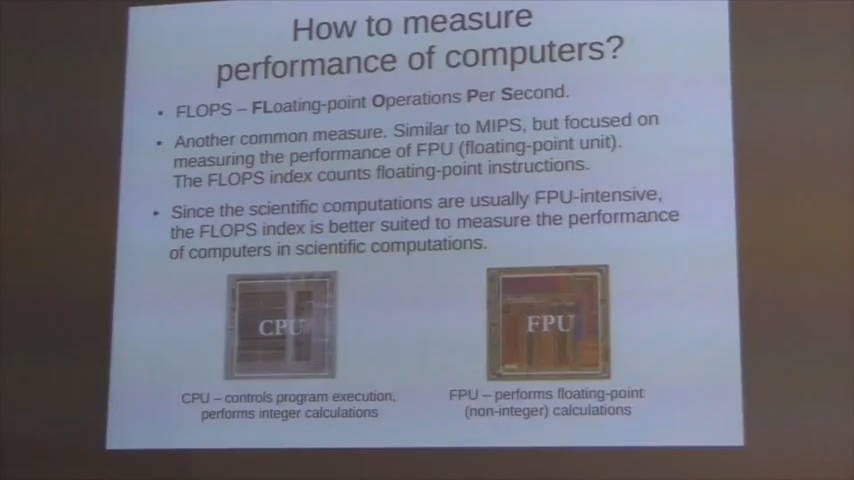 How to measure
performance of computers?
• FLOPS – FLoating-point Operations Per Second.
• Another common measure. Similar to MIPS, but focused on
measuring the performance of FPU (floating-point unit).
The FLOPS index counts floating-point instructions.
• Since the scientific computations are usually FPU-intensive,
the FLOPS index is better suited to measure the performance
of computers in scientific computations.
CPU
FPU
CPU – controls program execution,
performs integer calculations
FPU – performs floating-point
(non-integer) calculations